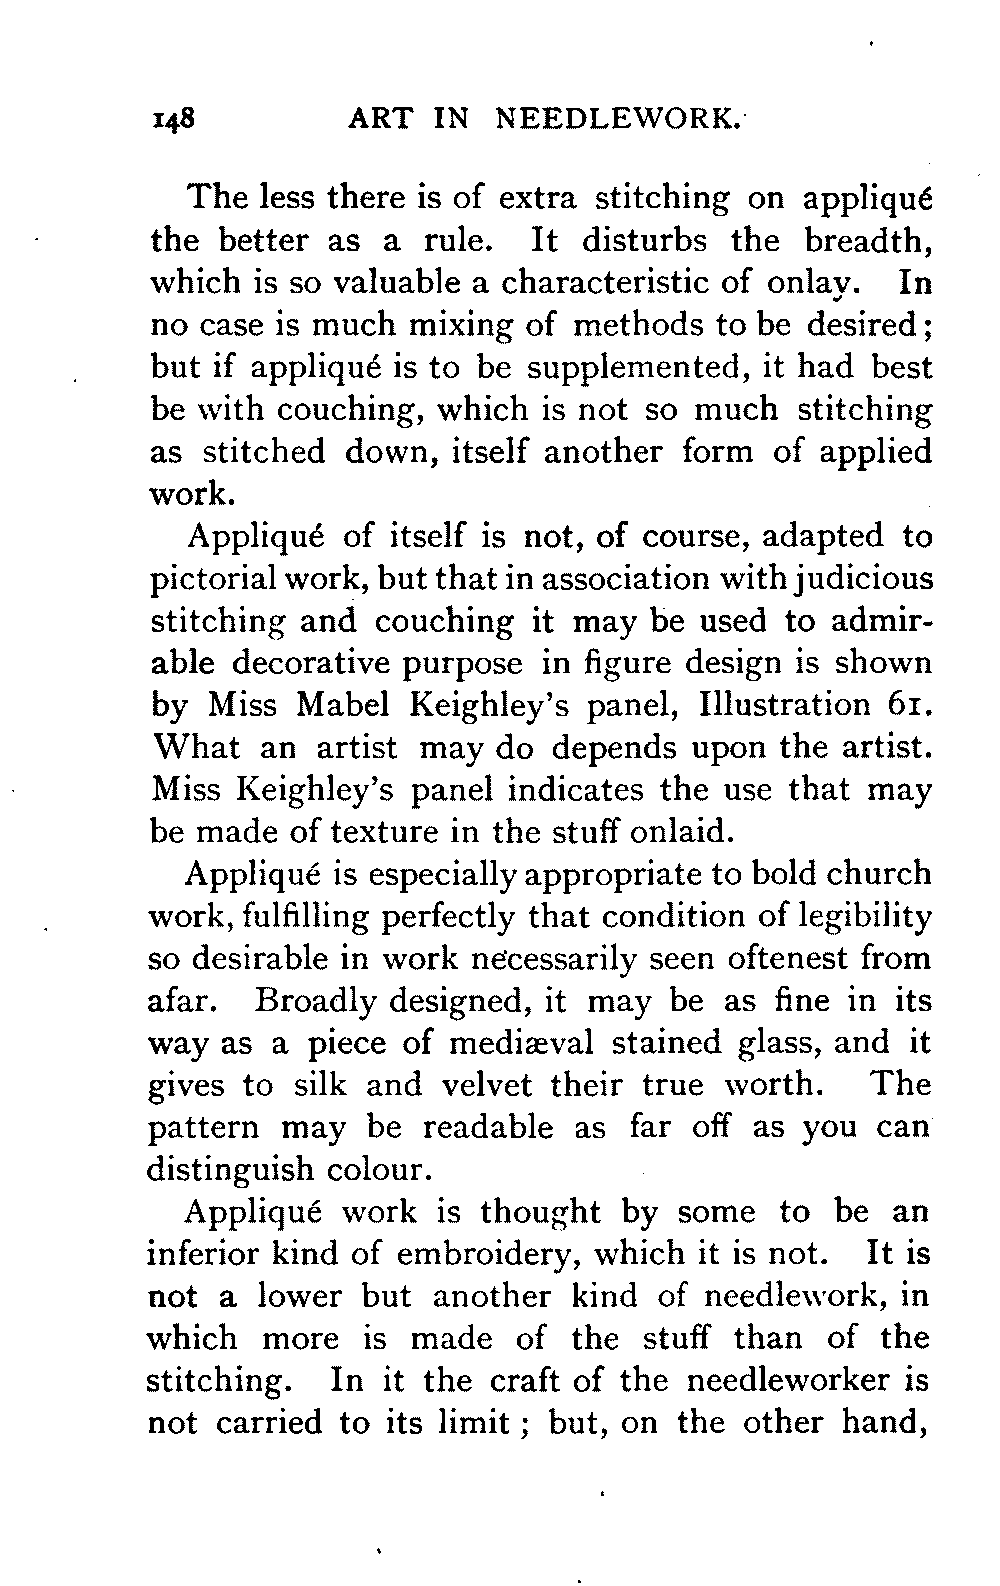 148 ART IN NEEDLEWORK.
The less there is of extra stitching on appliqué
the better as a rule. It disturbs the breadth,
which is so valuable a characteristic of onlay. In
no case is much mixing of methods to be desired;
but if appliqué is to be supplemented, it had best
be with couching, which is not so much stitching
as stitched down, itself another form of applied
work.
Appliqué of itself is not, of course, adapted to
pictorial work, but that in association with judicious
stitching and couching it may be used to admir-
able decorative purpose in figure design is shown
by Miss Mabel Keighley's panel, Illustration 61.
What an artist may do depends upon the artist.
Miss Keighley's panel indicates the use that may
be made of texture in the stuff onlaid.
Appliqué is especially appropriate to bold church
work, fulfilling perfectly that condition of legibility
so desirable in work necessarily seen oftenest from
afar. Broadly designed, it may be as fine in its
way as a piece of mediæval stained glass, and it
gives to silk and velvet their true worth. The
pattern may be readable as far off as you can
distinguish colour.
Appliqué work is thought by some to be an
inferior kind of embroidery, which it is not. It is
not a lower but another kind of needlework, in
which more is made of the stuff than of the
stitching. In it the craft of the needleworker is
not carried to its limit; but, on the other hand,